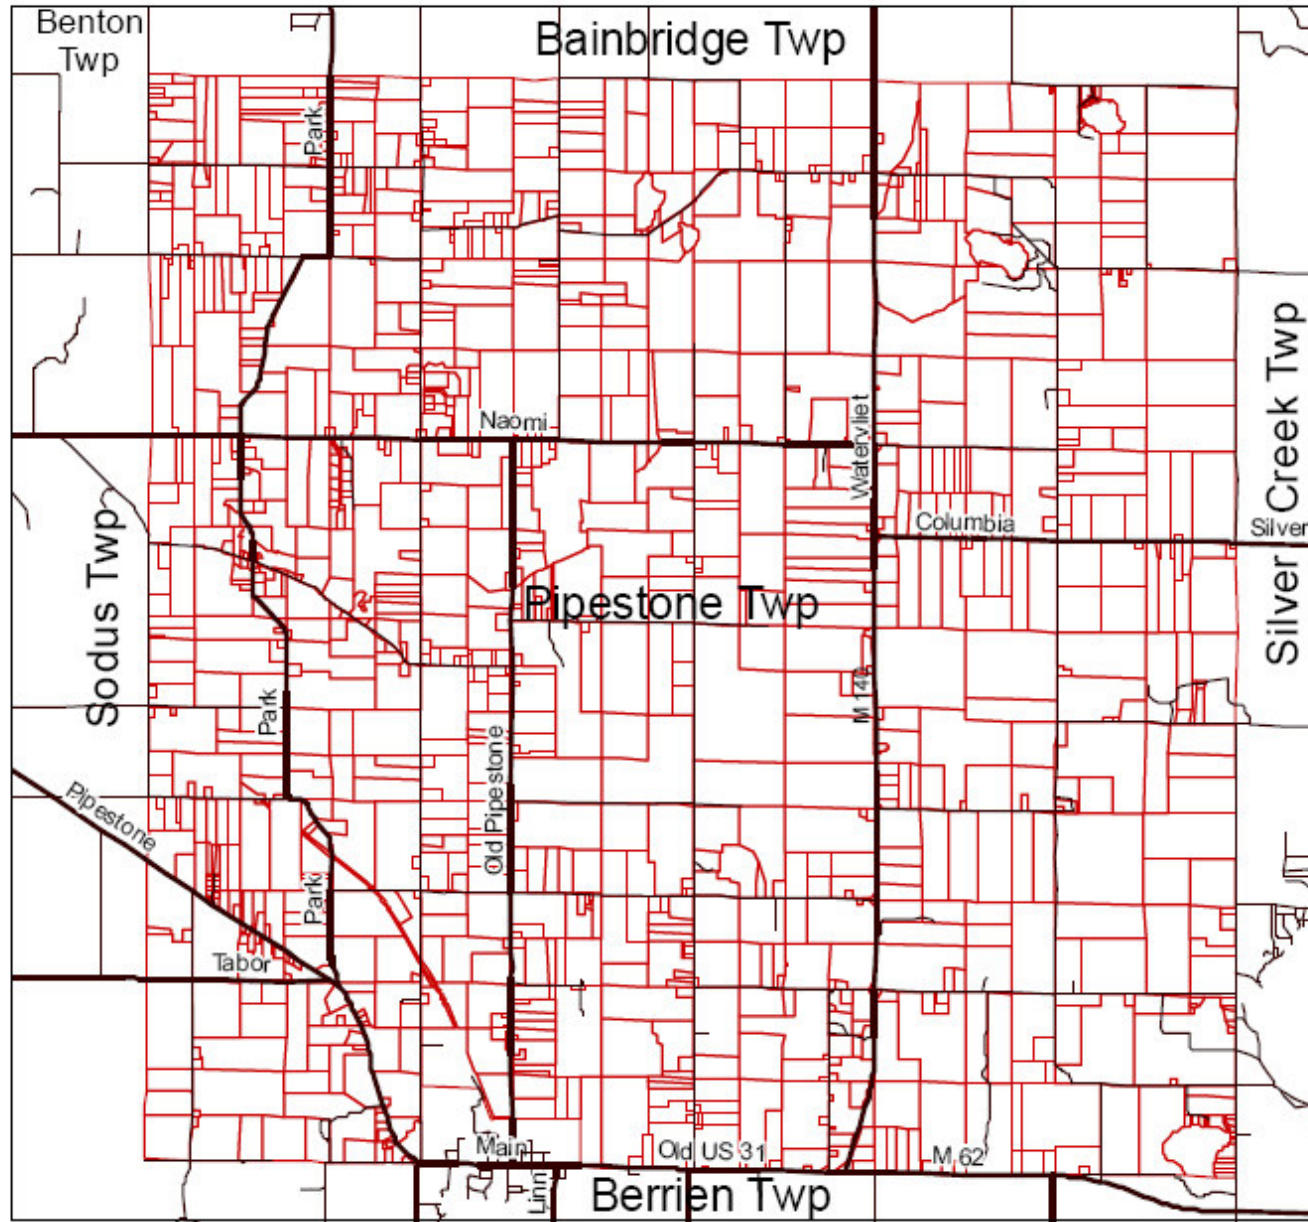 Benton
Twp
Bainbridge Twp
Park
Naomi
Watervliet
Silver Creek Twp
Columbia
Silver
Sodus Twp
Pipestone Twp
Park
M 140
Old Pipestone
Pipestone
Park
Tabor
Main
Old US 31
M 62
Linn
Berrien Twp